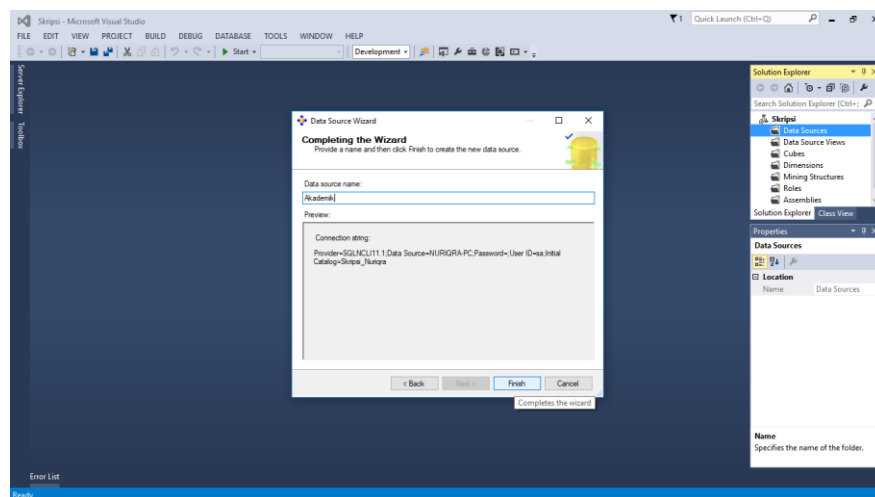 Skripsi - Microsoft Visual Studio
1 Quick Launch (Ctrl+Q)
FILE EDIT VIEW PROJECT BUILD DEBUG DATABASE TOOLS WINDOW HELP
Start Development
Server Explorer
Toolbox
Data Source Wizard
Completing the Wizard
Provide a name and then click Finish to create the new data source.
Data source name:
Akademik
Preview:
Connection string:
Provider=SQLNCLI11.1;Data Source=NURIQRA-PC;Password=;User ID=sa;Initial
Catalog=Skripsi_Nuriqra
< Back Next > Finish Cancel
Completes the wizard
Solution Explorer
Search Solution Explorer (Ctrl+;
Skripsi
Data Sources
Data Source Views
Cubes
Dimensions
Mining Structures
Roles
Assemblies
Solution Explorer Class View
Properties
Data Sources
Location
Name Data Sources
Name
Specifies the name of the folder.
Error List
Ready